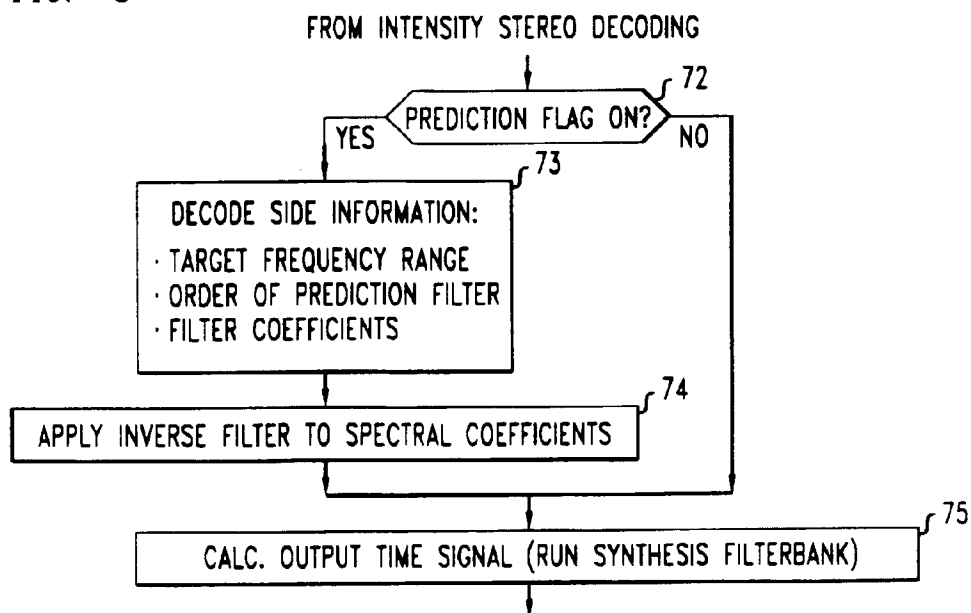 FROM INTENSITY STEREO DECODING
72
PREDICTION FLAG ON?
YES
NO
73
DECODE SIDE INFORMATION:
· TARGET FREQUENCY RANGE
· ORDER OF PREDICTION FILTER
· FILTER COEFFICIENTS
74
APPLY INVERSE FILTER TO SPECTRAL COEFFICIENTS
75
CALC. OUTPUT TIME SIGNAL (RUN SYNTHESIS FILTERBANK)